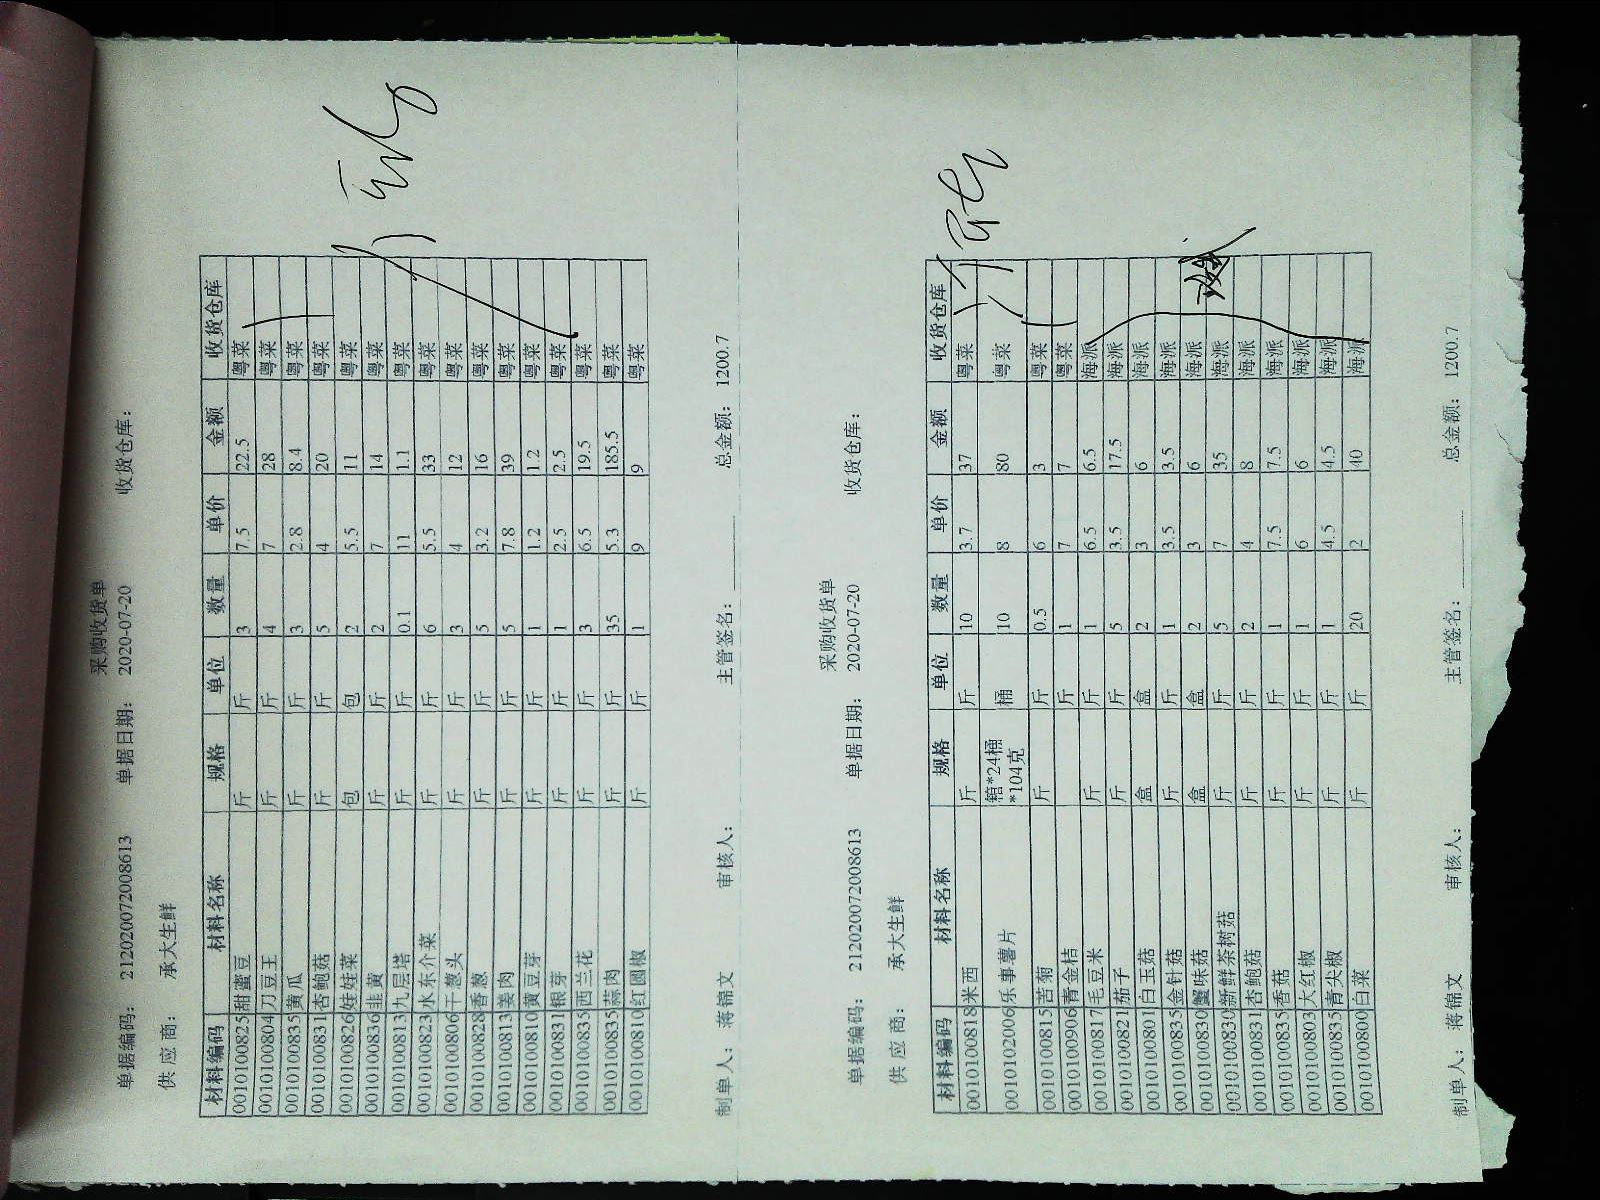 采购收货单
单据编码： 212020072008613 单据日期： 2020-07-20 收货仓库：
供 应 商： 承大生鲜
材料编码 材料名称 规格 单位 数量 单价 金额 收货仓库
0010100825 甜蜜豆 斤 斤 3 7.5 22.5 粤菜
0010100804 刀豆王 斤 斤 4 7 28 粤菜
0010100835 黄瓜 斤 斤 3 2.8 8.4 粤菜
0010100831 杏鲍菇 斤 斤 5 4 20 粤菜
0010100826 娃娃菜 包 包 2 5.5 11 粤菜
0010100836 韭黄 斤 斤 2 7 14 粤菜
0010100813 九层塔 斤 斤 0.1 11 1.1 粤菜
0010100823 水东介菜 斤 斤 6 5.5 33 粤菜
0010100806 干葱头 斤 斤 3 4 12 粤菜
0010100828 香葱 斤 斤 5 3.2 16 粤菜
0010100813 姜肉 斤 斤 5 7.8 39 粤菜
0010100810 黄豆芽 斤 斤 1 1.2 1.2 粤菜
0010100831 银芽 斤 斤 1 2.5 2.5 粤菜
0010100835 西兰花 斤 斤 3 6.5 19.5 粤菜
0010100835 蒜肉 斤 斤 35 5.3 185.5 粤菜
0010100810 红圆椒 斤 斤 1 9 9 粤菜
制单人： 蒋锦文 审核人： 主管签名： 总金额： 1200.7
采购收货单
单据编码： 212020072008613 单据日期： 2020-07-20 收货仓库：
供 应 商： 承大生鲜
材料编码 材料名称 规格 单位 数量 单价 金额 收货仓库
0010100818 米西 斤 斤 10 3.7 37 粤菜
0010102006 乐事薯片 箱*24桶*104克 桶 10 8 80 粤菜
0010100815 苦菊 斤 斤 0.5 6 3 粤菜
0010100906 青金桔 斤 1 7 7 粤菜
0010100817 毛豆米 斤 斤 1 6.5 6.5 海派
0010100821 茄子 斤 斤 5 3.5 17.5 海派
0010100801 白玉菇 盒 盒 2 3 6 海派
0010100835 金针菇 斤 斤 1 3.5 3.5 海派
0010100830 蟹味菇 盒 盒 2 3 6 海派
0010100830 新鲜茶树菇 斤 斤 5 7 35 海派
0010100831 杏鲍菇 斤 斤 2 4 8 海派
0010100835 香菇 斤 斤 1 7.5 7.5 海派
0010100803 大红椒 斤 斤 1 6 6 海派
0010100835 青尖椒 斤 斤 1 4.5 4.5 海派
0010100800 白菜 斤 斤 20 2 40 海派
制单人： 蒋锦文 审核人： 主管签名： 总金额： 1200.7